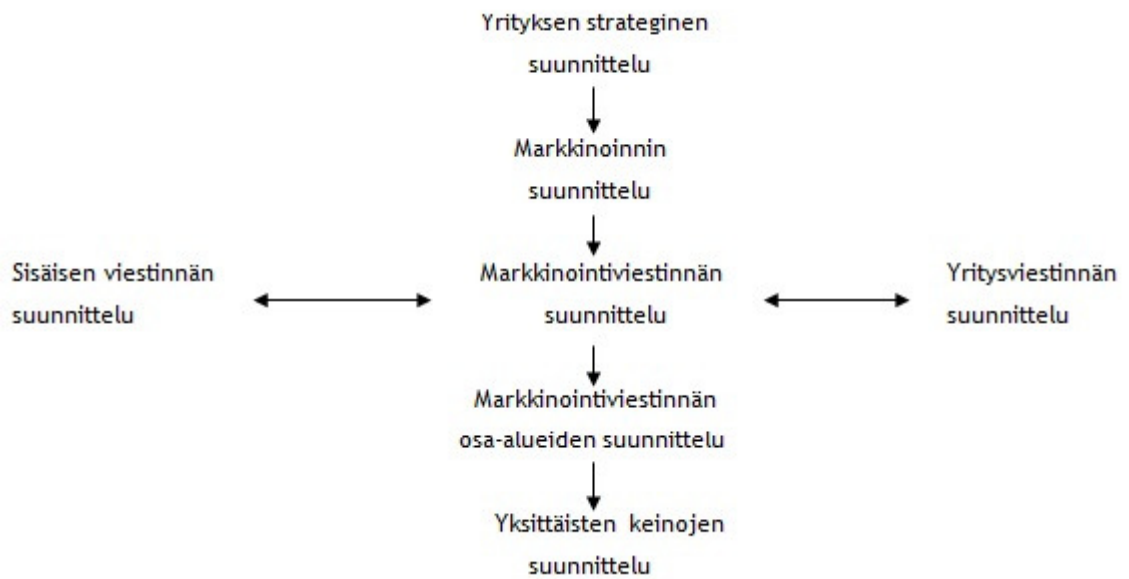 Yrityksen strateginen
suunnittelu
Markkinoinnin
suunnittelu
Sisäisen viestinnän
suunnittelu
Markkinointiviestinnän
suunnittelu
Yritysviestinnän
suunnittelu
Markkinointiviestinnän
osa-alueiden suunnittelu
Yksittäisten keinojen
suunnittelu